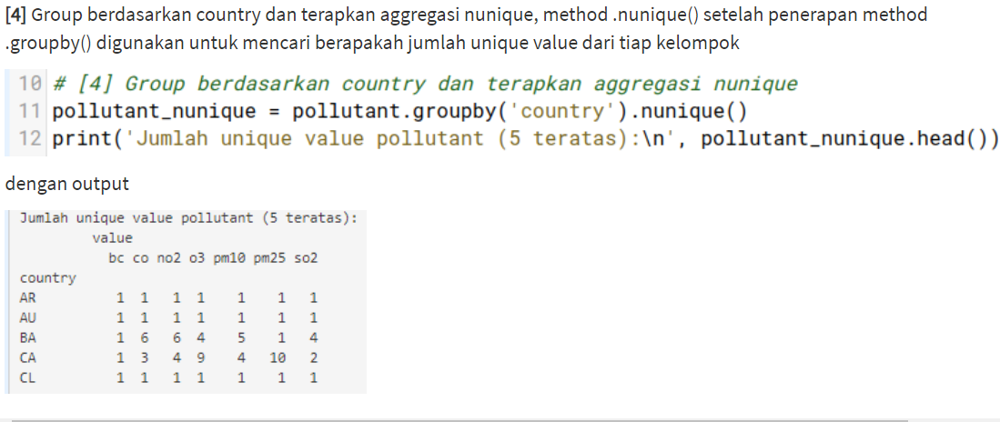 [4] Group berdasarkan country dan terapkan aggregasi nunique, method .nunique() setelah penerapan method
.groupby() digunakan untuk mencari berapakah jumlah unique value dari tiap kelompok
10 # [4] Group berdasarkan country dan terapkan aggregasi nunique
11 pollutant_nunique = pollutant.groupby('country').nunique()
12 print('Jumlah unique value pollutant (5 teratas):\n', pollutant_nunique.head())
dengan output
Jumlah unique value pollutant (5 teratas):
value
bc co no2 o3 pm10 pm25 so2
country
AR 1 1 1 1 1 1 1
AU 1 1 1 1 1 1 1
BA 1 6 6 4 5 1 4
CA 1 3 4 9 4 10 2
CL 1 1 1 1 1 1 1